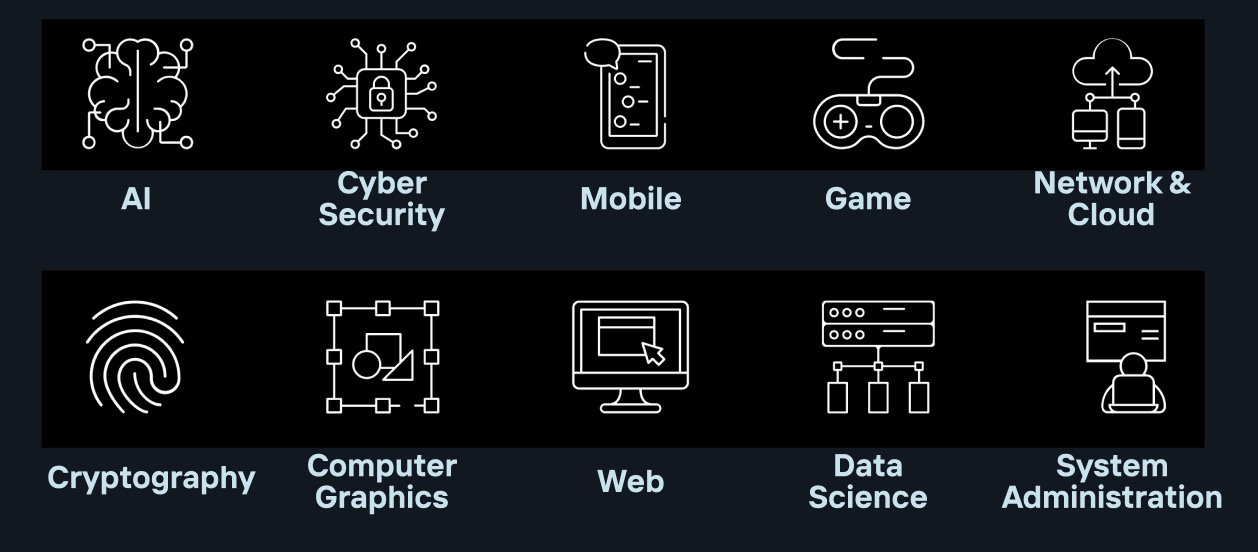 AI
Cyber
Security
Mobile
Game
Network &
Cloud
Cryptography
Computer
Graphics
Web
Data
Science
System
Administration